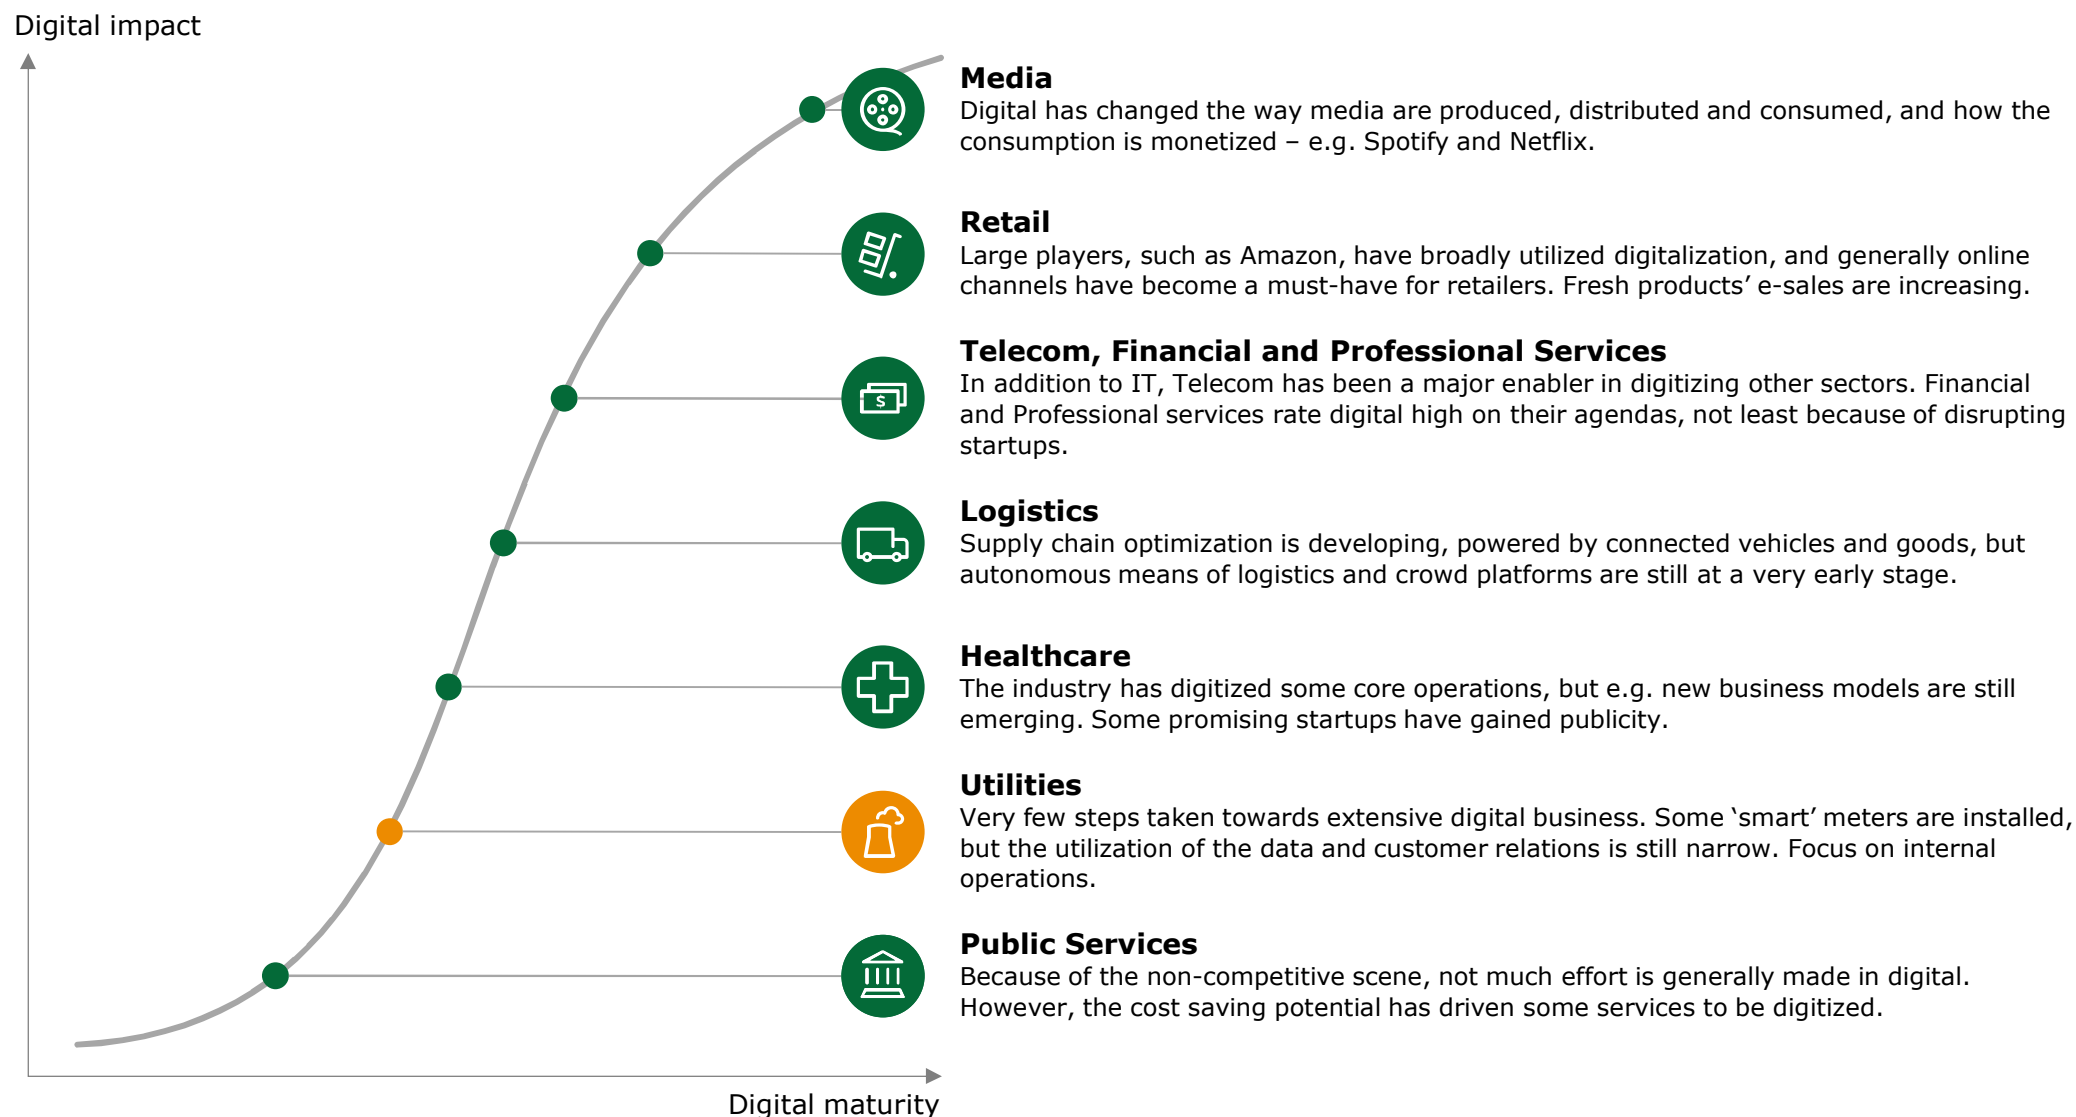 Digital impact
Media
Digital has changed the way media are produced, distributed and consumed, and how the
consumption is monetized – e.g. Spotify and Netflix.
Retail
Large players, such as Amazon, have broadly utilized digitalization, and generally online
channels have become a must-have for retailers. Fresh products’ e-sales are increasing.
Telecom, Financial and Professional Services
In addition to IT, Telecom has been a major enabler in digitizing other sectors. Financial
and Professional services rate digital high on their agendas, not least because of disrupting
startups.
$
Logistics
Supply chain optimization is developing, powered by connected vehicles and goods, but
autonomous means of logistics and crowd platforms are still at a very early stage.
Healthcare
The industry has digitized some core operations, but e.g. new business models are still
emerging. Some promising startups have gained publicity.
Utilities
Very few steps taken towards extensive digital business. Some ‘smart’ meters are installed,
but the utilization of the data and customer relations is still narrow. Focus on internal
operations.
Public Services
Because of the non-competitive scene, not much effort is generally made in digital.
However, the cost saving potential has driven some services to be digitized.
Digital maturity